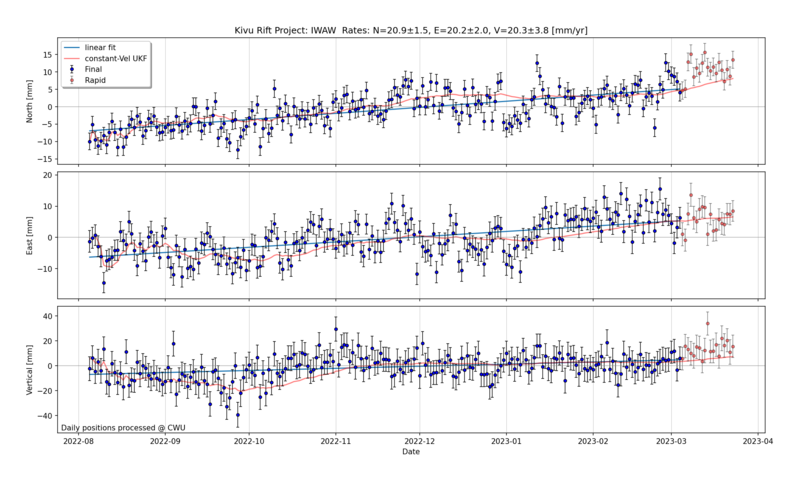 Kivu Rift Project: IWAW  Rates: N=20.9±1.5, E=20.2±2.0, V=20.3±3.8 [mm/yr]
linear fit
constant-Vel UKF
Final
Rapid
North [mm]
15
10
5
0
−5
−10
−15
East [mm]
20
10
0
−10
Vertical [mm]
40
20
0
−20
−40
Daily positions processed @ CWU
2022-08
2022-09
2022-10
2022-11
2022-12
2023-01
2023-02
2023-03
2023-04
Date